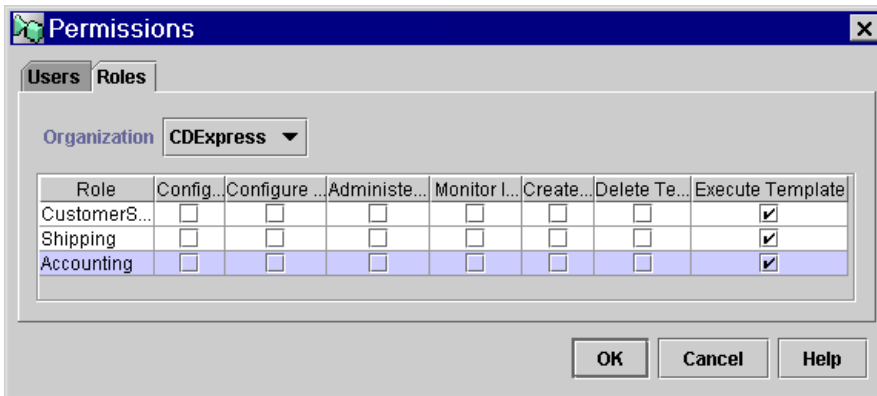 Permissions
Users Roles
Organization CDExpress
Role Config... Configure ... Administe... Monitor I... Create... Delete Te... Execute Template
CustomerS...
Shipping
Accounting
OK Cancel Help